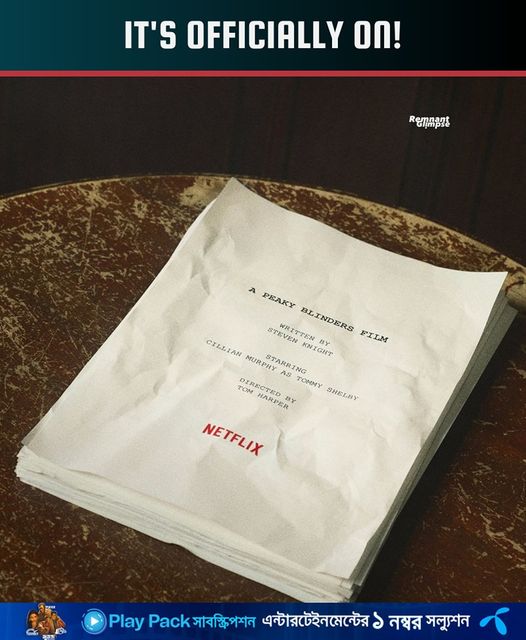 IT'S OFFICIALLY ON!
Remnant
Glimpse
A PEAKY BLINDERS FILM
WRITTEN BY
STEVEN KNIGHT
STARRING
CILLIAN MURPHY AS TOMMY SHELBY
DIRECTED BY
TOM HARPER
NETFLIX
Play Pack সাবস্ক্রিপশন এন্টারটেইনমেন্টের ১ নম্বর সল্যুশন